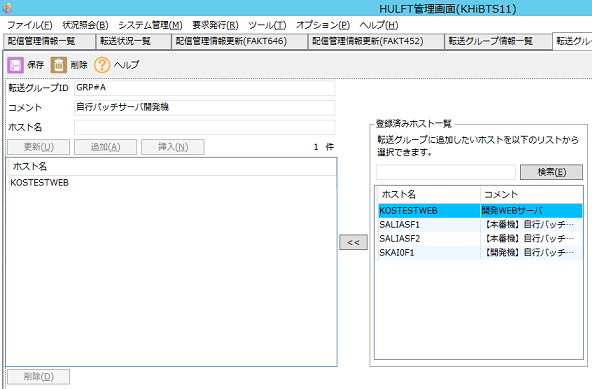 HULFT管理画面(KHiBTS11)
ファイル(F) 状況照会(B) システム管理(M) 要求発行(R) ツール(T) オプション(P) ヘルプ(H)
配信管理情報一覧 転送状況一覧 配信管理情報更新(FAKT646) 配信管理情報更新(FAKT452) 転送グループ情報一覧 転送グル
保存 削除 ヘルプ
転送グループID GRP#A
コメント 自行バッチサーバ開発機
ホスト名
更新(U) 追加(A) 挿入(N) 1 件
ホスト名
KOSTESTWEB
<<
削除(D)
登録済みホスト一覧
転送グループに追加したいホストを以下のリストから
選択できます。
検索(E)
ホスト名 コメント
KOSTESTWEB 開発WEBサーバ
SALIASF1 【本番機】自行バッチ…
SALIASF2 【本番機】自行バッチ…
SKAI0F1 【開発機】自行バッチ…